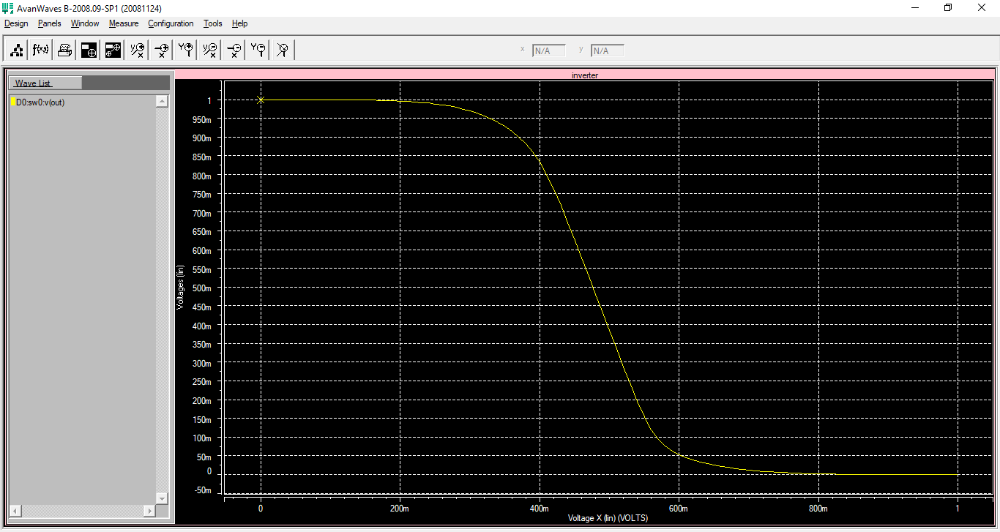 AvanWaves B-2008.09-SP1 (20081124)
Design Panels Window Measure Configuration Tools Help
f(x)
x N/A y N/A
Wave List
D0:sw0:v(out)
inverter
Voltages (lin)
1
950m
900m
850m
800m
750m
700m
650m
600m
550m
500m
450m
400m
350m
300m
250m
200m
150m
100m
50m
0
-50m
0 200m 400m 600m 800m 1
Voltage X (lin) (VOLTS)